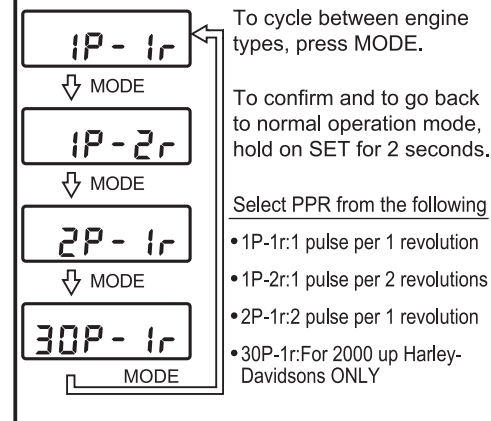 1P- 1r
MODE
1P-2r
MODE
2P- 1r
MODE
30P- 1r
MODE
To cycle between engine
types, press MODE.
To confirm and to go back
to normal operation mode,
hold on SET for 2 seconds.
Select PPR from the following
•1P-1r:1 pulse per 1 revolution
•1P-2r:1 pulse per 2 revolutions
•2P-1r:2 pulse per 1 revolution
•30P-1r:For 2000 up Harley-
Davidsons ONLY